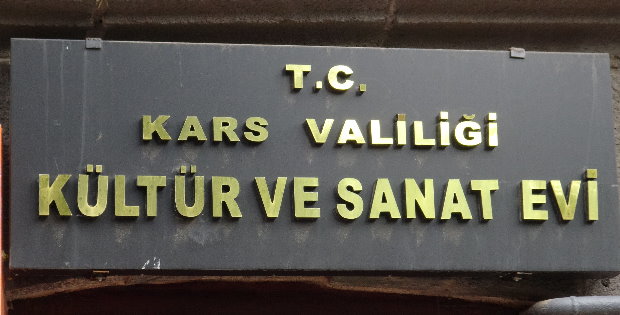 T.C.
KARS VALİLİĞİ
KÜLTÜR VE SANAT EVİ